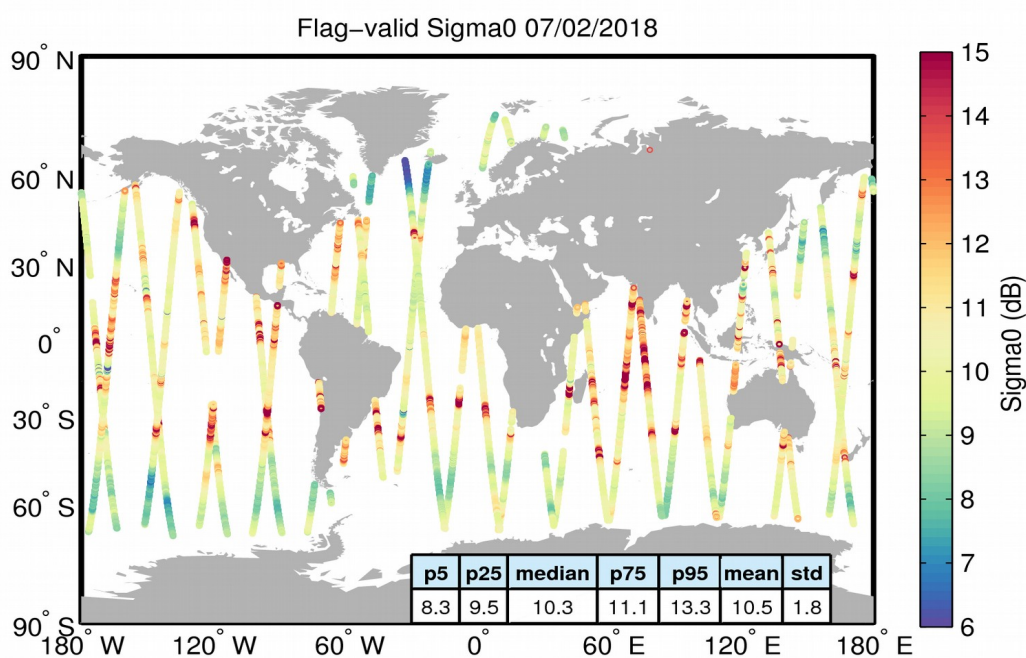 Flag-valid Sigma0 07/02/2018
90° N
60° N
30° N
0°
30° S
60° S
90° S
180° W
120° W
60° W
0°
60° E
120° E
180° E
p5 p25 median p75 p95 mean std
8.3 9.5 10.3 11.1 13.3 10.5 1.8
15
14
13
12
11
10
9
8
7
6
Sigma0 (dB)